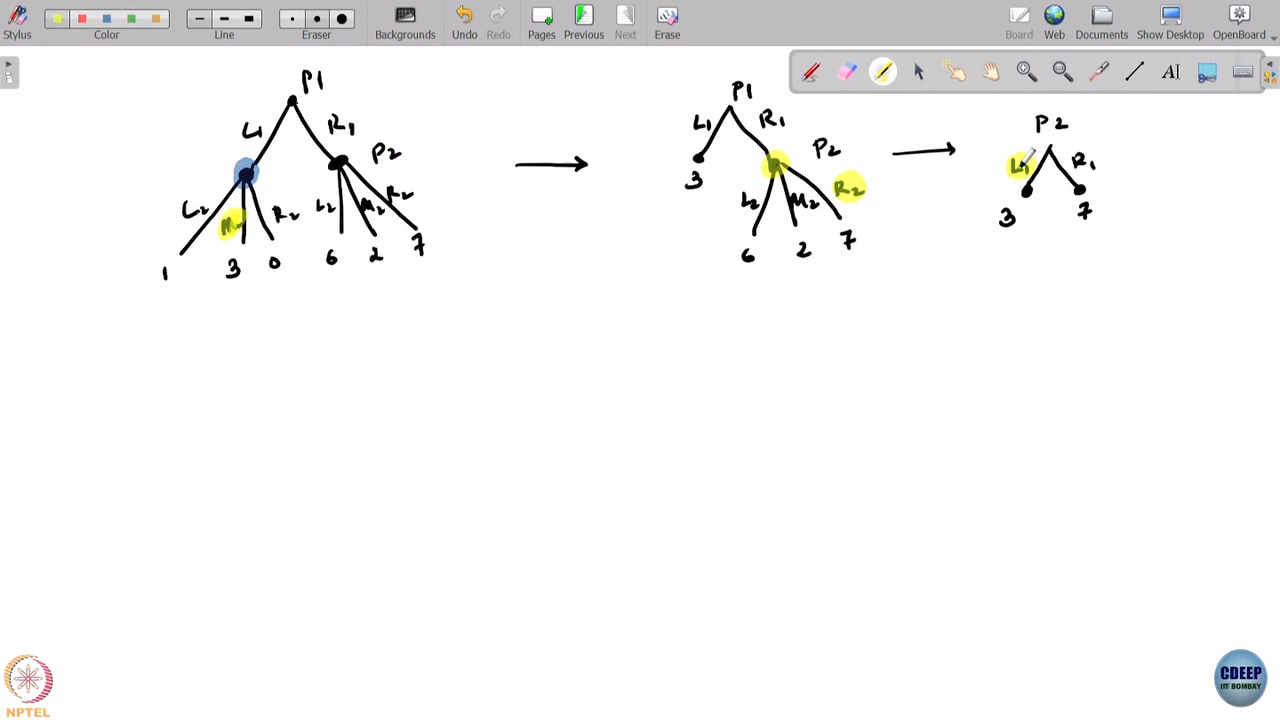 Stylus
Color
Line
Eraser
Backgrounds
Undo
Redo
Pages
Previous
Next
Erase
Board
Web
Documents
Show Desktop
OpenBoard
P1
L1 R1
P2
L2 M2 R2 L2 M2 R2
1 3 0 6 2 7
P1
L1 R1
3
P2
L2 M2 R2
6 2 7
P2
L1 R1
3 7
NPTEL
CDEEP
IIT BOMBAY